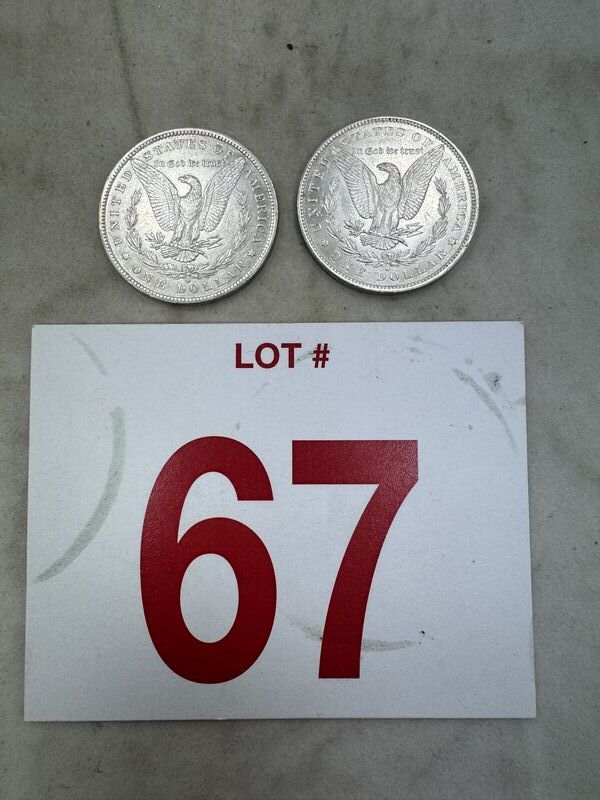 UNITED STATES OF AMERICA
In God we trust
ONE DOLLAR
UNITED STATES OF AMERICA
In God we trust
ONE DOLLAR
LOT #
67